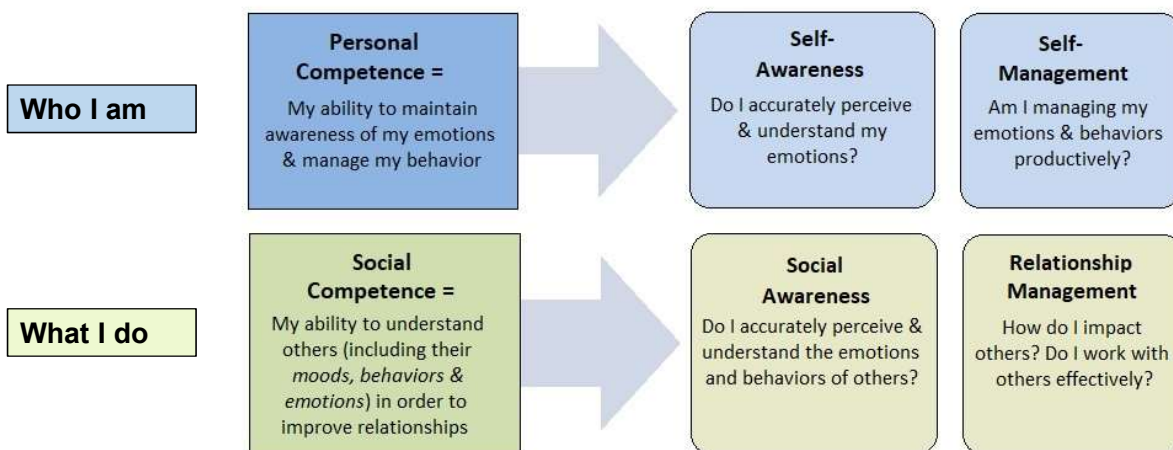 Who I am
Personal
Competence =
My ability to maintain
awareness of my emotions
& manage my behavior
Self-
Awareness
Do I accurately perceive
& understand my
emotions?
Self-
Management
Am I managing my
emotions & behaviors
productively?
What I do
Social
Competence =
My ability to understand
others (including their
moods, behaviors &
emotions) in order to
improve relationships
Social
Awareness
Do I accurately perceive &
understand the emotions
and behaviors of others?
Relationship
Management
How do I impact
others? Do I work with
others effectively?